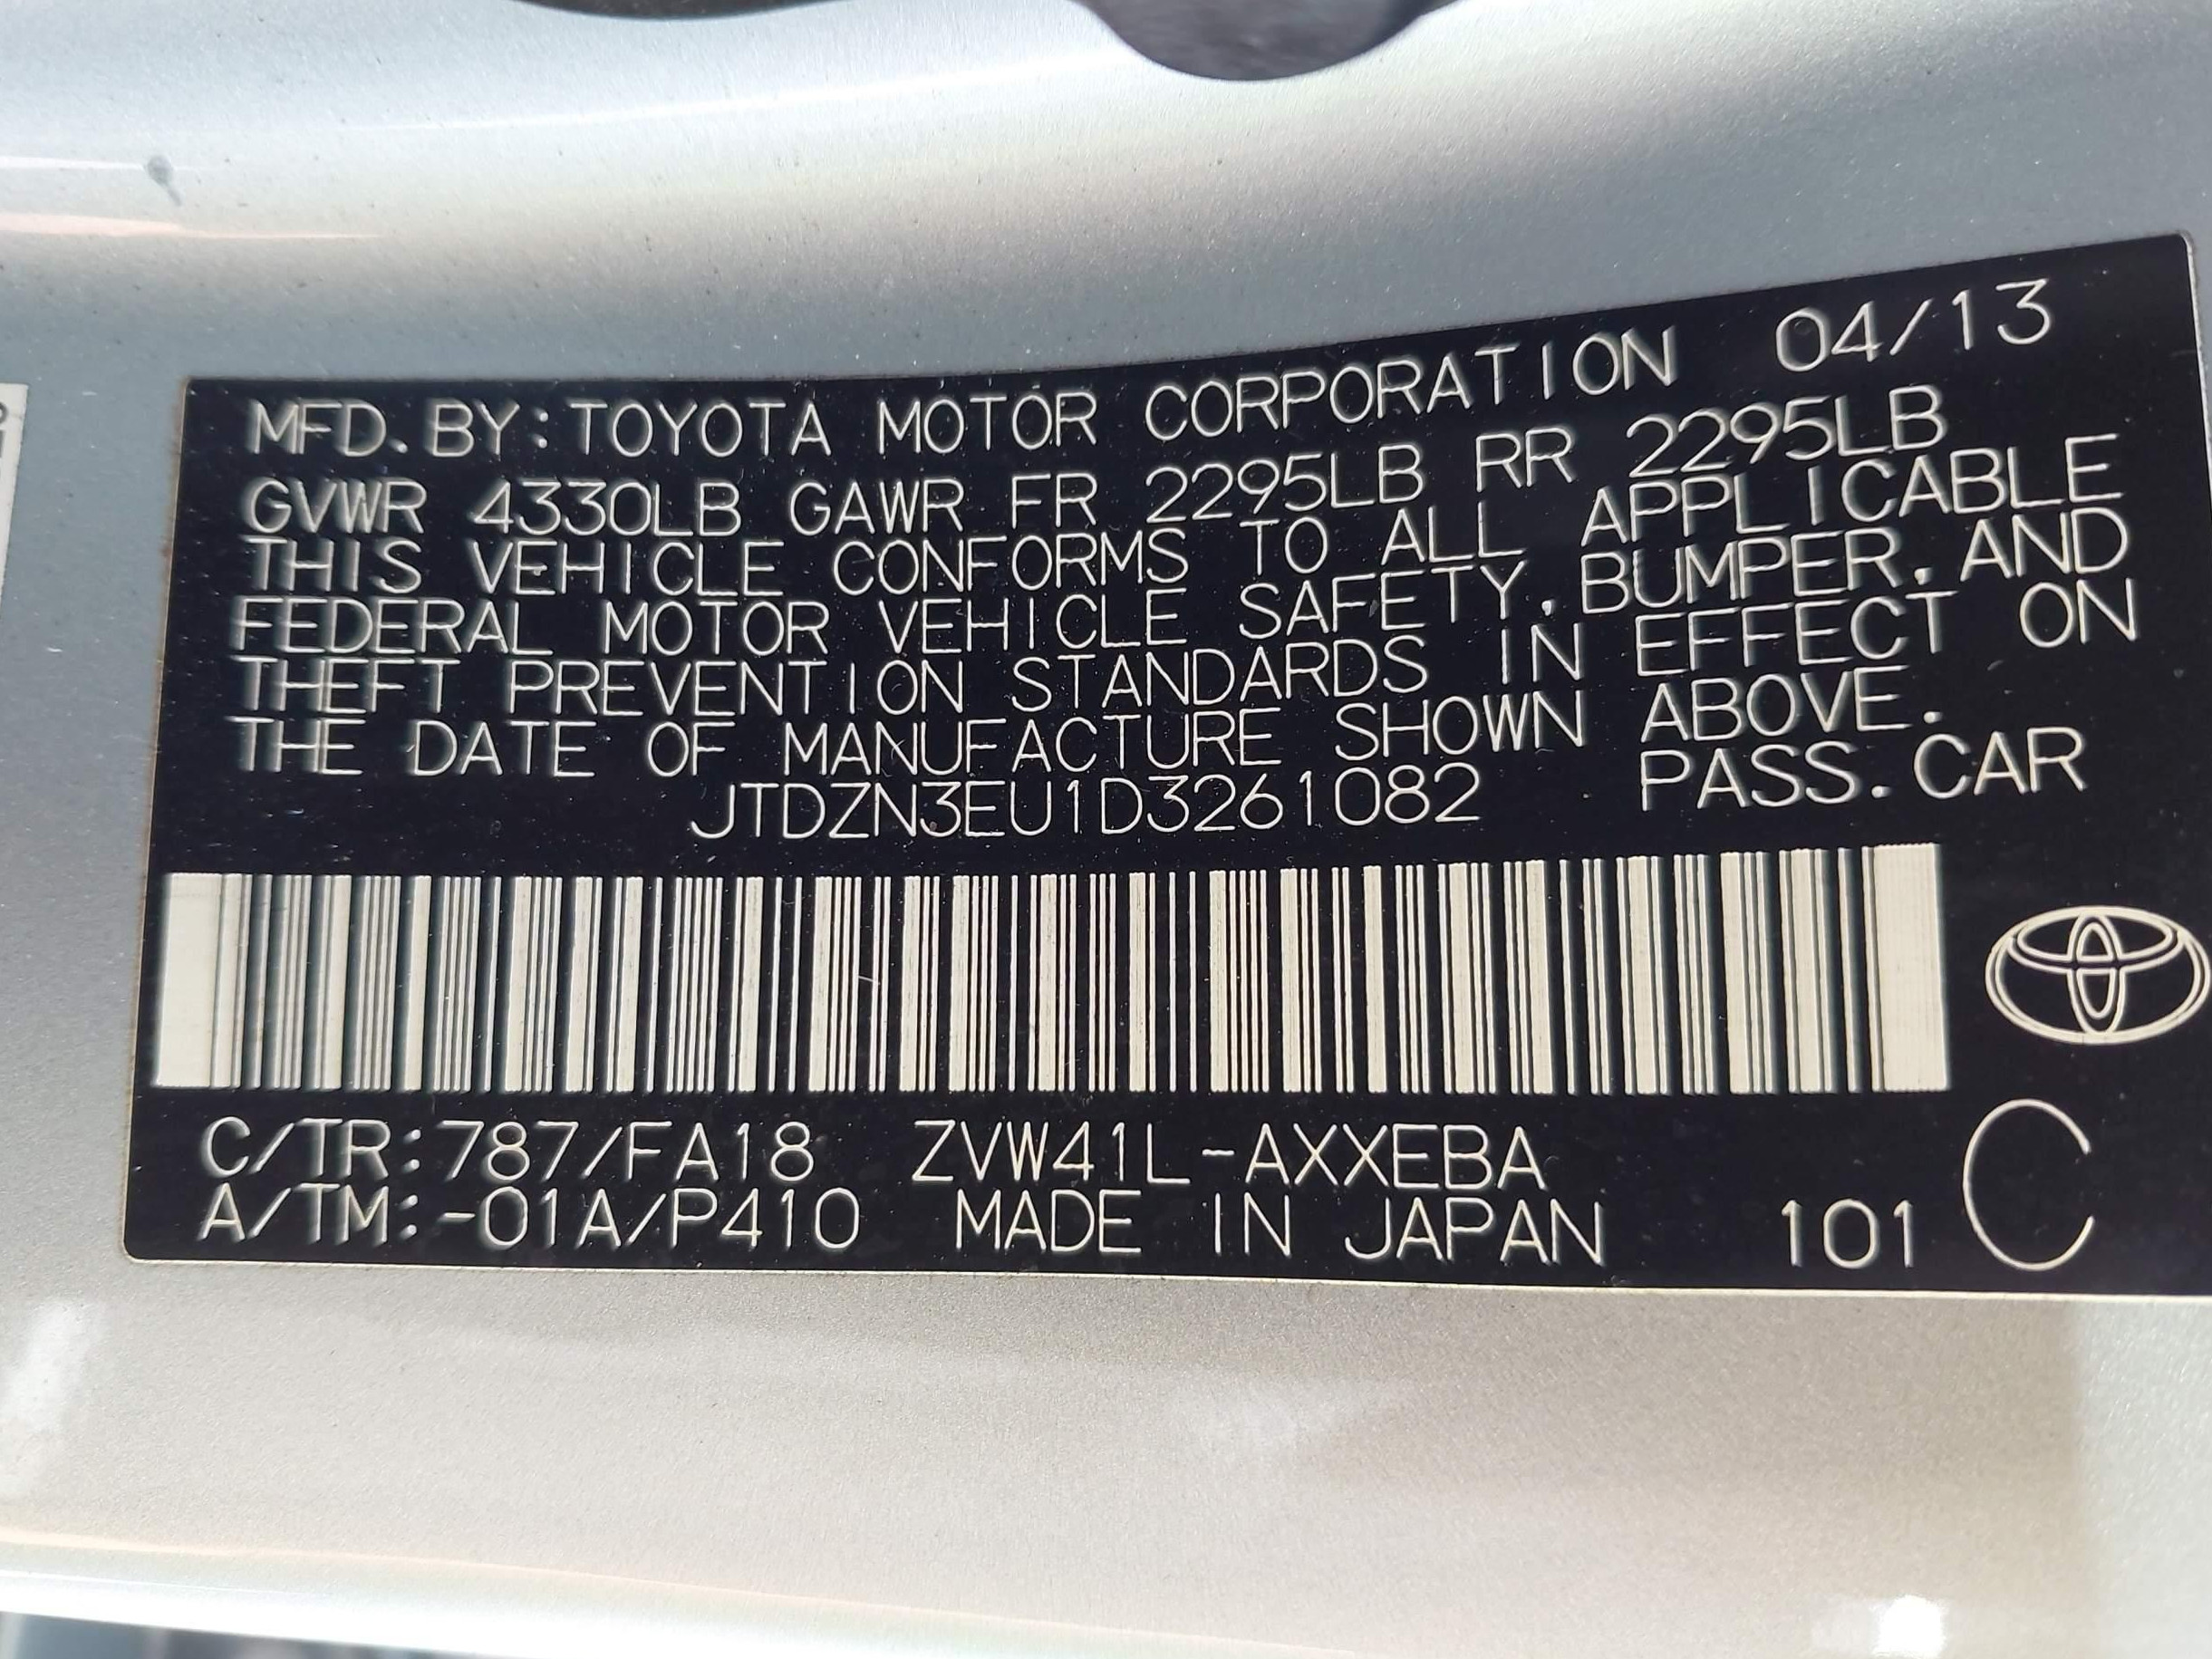 MFD. BY: TOYOTA MOTOR CORPORATION 04/13
GVWR 4330LB GAWR FR 2295LB RR 2295LB
THIS VEHICLE CONFORMS TO ALL APPLICABLE
FEDERAL MOTOR VEHICLE SAFETY, BUMPER, AND
THEFT PREVENTION STANDARDS IN EFFECT ON
THE DATE OF MANUFACTURE SHOWN ABOVE.
JTDZN3EU1D3261082 PASS. CAR
C/TR: 787/FA18 ZVW41L-AXXEBA
A/TM: -01A/P410 MADE IN JAPAN 101 C